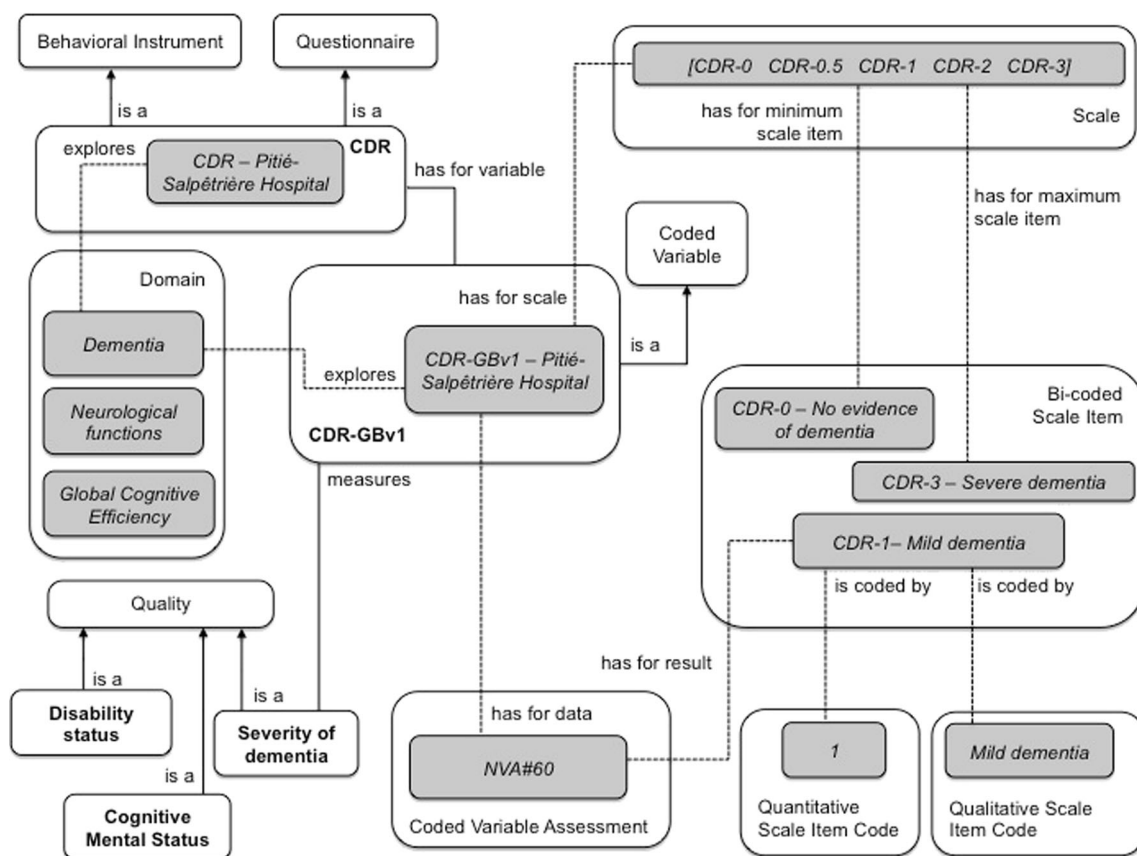 Behavioral Instrument
Questionnaire
[CDR-0 CDR-0.5 CDR-1 CDR-2 CDR-3]
Scale
is a
is a
has for minimum
scale item
explores
CDR
CDR – Pitié-
Salpêtrière Hospital
has for variable
has for maximum
scale item
Coded
Variable
Domain
has for scale
Dementia
CDR-GBv1 – Pitié-
Salpêtrière Hospital
is a
explores
Neurological
functions
CDR-GBv1
CDR-0 – No evidence
of dementia
Bi-coded
Scale Item
measures
Global Cognitive
Efficiency
CDR-3 – Severe dementia
CDR-1– Mild dementia
is coded by
is coded by
Quality
has for result
is a
is a
Disability
status
Severity of
dementia
has for data
NVA#60
1
Mild dementia
is a
Cognitive
Mental Status
Coded Variable Assessment
Quantitative
Scale Item Code
Qualitative Scale
Item Code